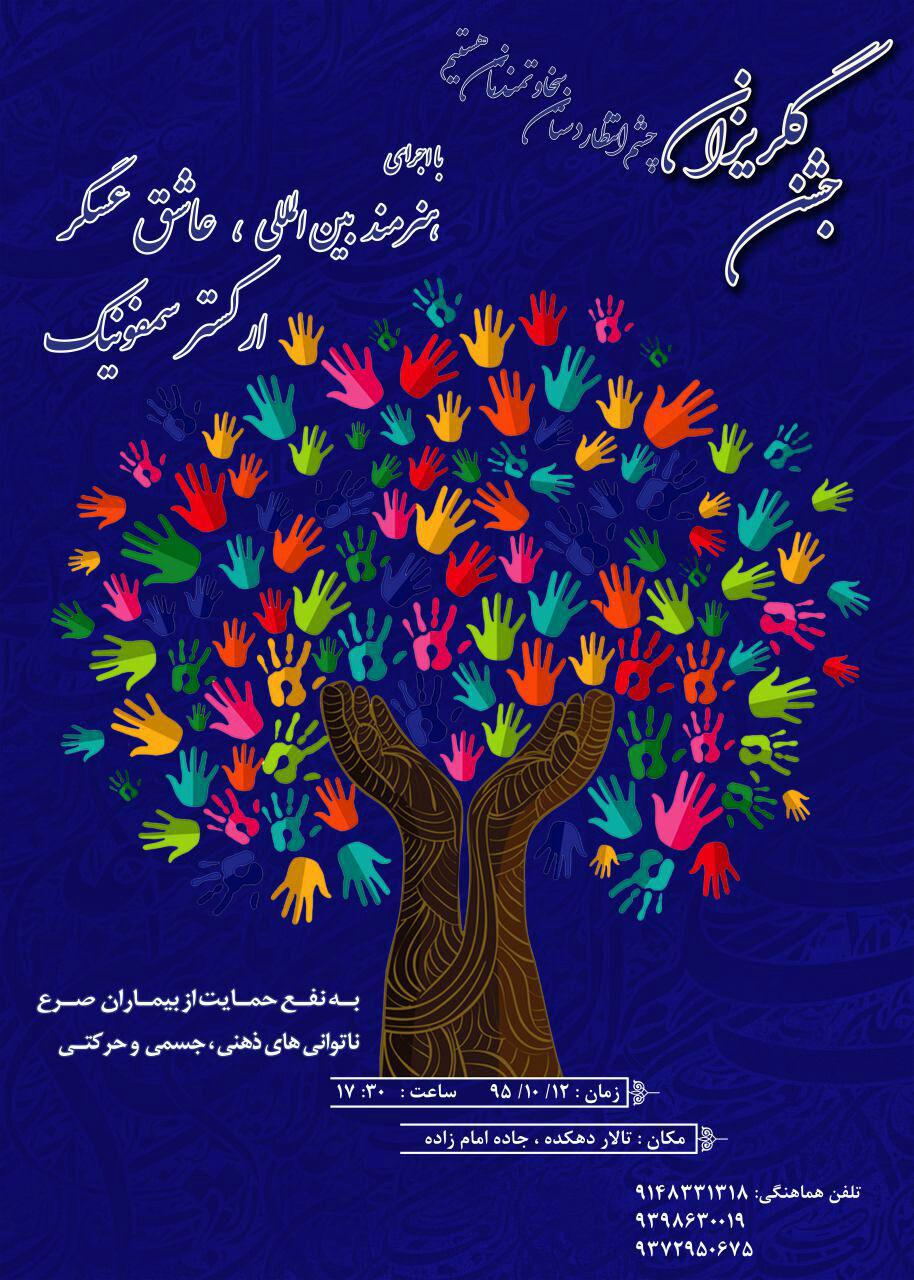 جشن گلریزان
چشم انتظار دستان سخاوتمندتان هستیم
با اجرای
هنرمند بین المللی ، عاشق عسگر
ارکستر سمفونیک
به نفع حمایت از بیماران صرع
ناتوانی های ذهنی، جسمی و حرکتی
زمان : ۱۲/ ۱۰/ ۹۵ ساعت : ۱۷:۳۰
مکان : تالار دهکده ، جاده امام زاده
تلفن هماهنگی: ۹۱۴۸۳۳۱۳۱۸
۹۳۹۸۶۳۰۰۱۹
۹۳۷۲۹۵۰۶۷۵